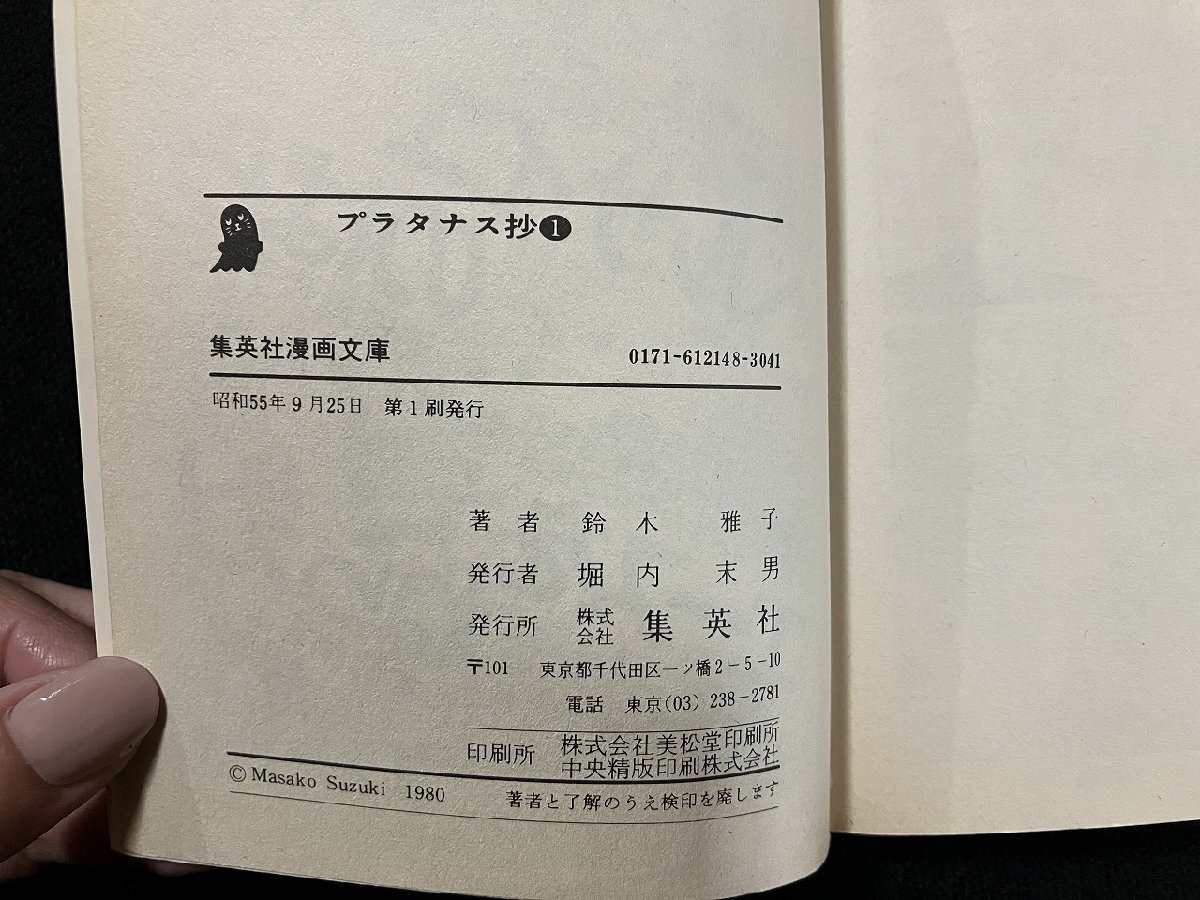 プラタナス抄❶
集英社漫画文庫
0171-612148-3041
昭和55年9月25日 第1刷発行
著者 鈴木 雅子
発行者 堀内 末男
発行所 株式会社 集英社
〒101 東京都千代田区一ツ橋2-5-10
電話 東京(03) 238-2781
印刷所 株式会社美松堂印刷所
中央精版印刷株式会社
© Masako Suzuki 1980
著者と了解のうえ検印を廃します